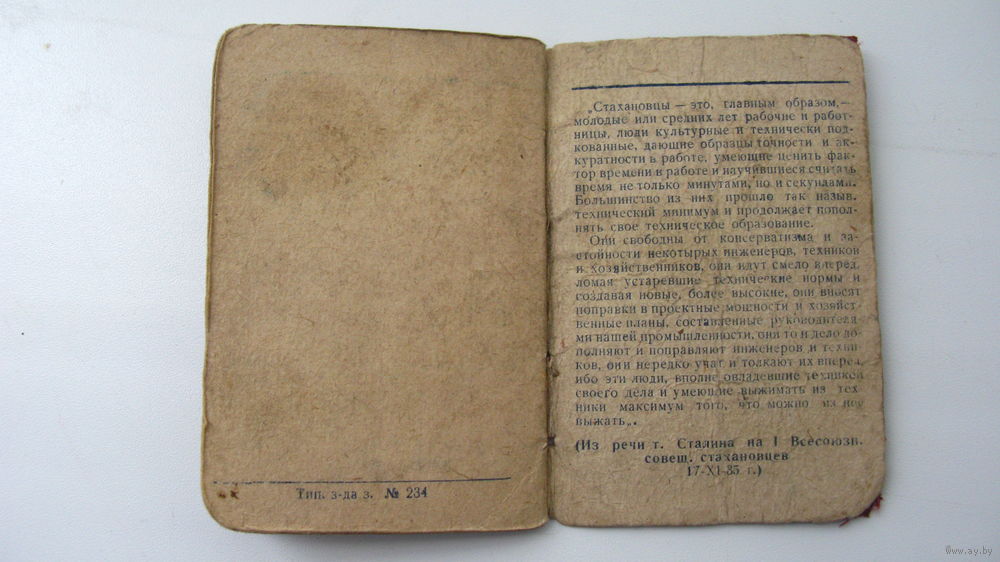 Тип. з-да з. № 234
„Стахановцы — это, главным образом,—
молодые или средних лет рабочие и работ-
ницы, люди культурные и технически под-
кованные, дающие образцы точности и ак-
куратности в работе, умеющие ценить фак-
тор времени в работе и научившиеся считать
время не только минутами, но и секундами.
Большинство из них прошло так назыв.
технический минимум и продолжает попол-
нять свое техническое образование.
Они свободны от консерватизма и за-
стойности некоторых инженеров, техников
и хозяйственников, они идут смело вперед,
ломая устаревшие технические нормы и
создавая новые, более высокие, они вносят
поправки в проектные мощности и хозяйст-
венные планы, составленные руководителя-
ми нашей промышленности, они то и дело до-
полняют и поправляют инженеров и техни-
ков, они нередко учат и толкают их вперед,
ибо эти люди, вполне овладевшие техникой
своего дела и умеющие выжимать из тех
ники максимум того, что можно из нее
выжать„.
(Из речи т. Сталина на I Всесоюзн.
совещ. стахановцев
17-XI-35 г.)
www.ay.by